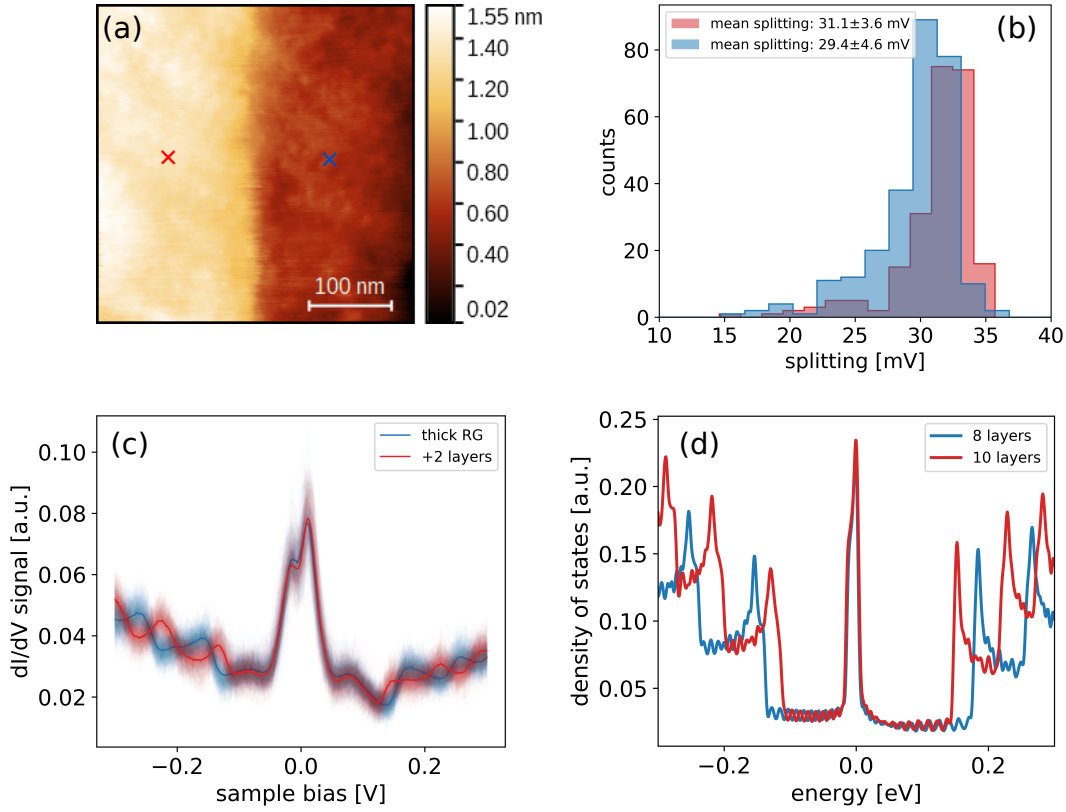 (a)
1.55 nm
1.40
1.20
1.00
0.80
0.60
0.40
0.20
0.02
100 nm
(b)
mean splitting: 31.1±3.6 mV
mean splitting: 29.4±4.6 mV
counts
80
60
40
20
0
10 15 20 25 30 35 40
splitting [mV]
(c)
thick RG
+2 layers
dI/dV signal [a.u.]
0.10
0.08
0.06
0.04
0.02
−0.2 0.0 0.2
sample bias [V]
(d)
8 layers
10 layers
density of states [a.u.]
0.25
0.20
0.15
0.10
0.05
−0.2 0.0 0.2
energy [eV]